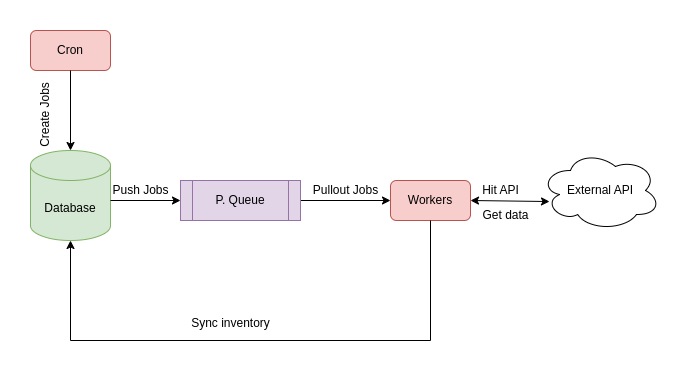 Cron
Create Jobs
Database
Push Jobs
P. Queue
Pullout Jobs
Workers
Hit API
Get data
External API
Sync inventory